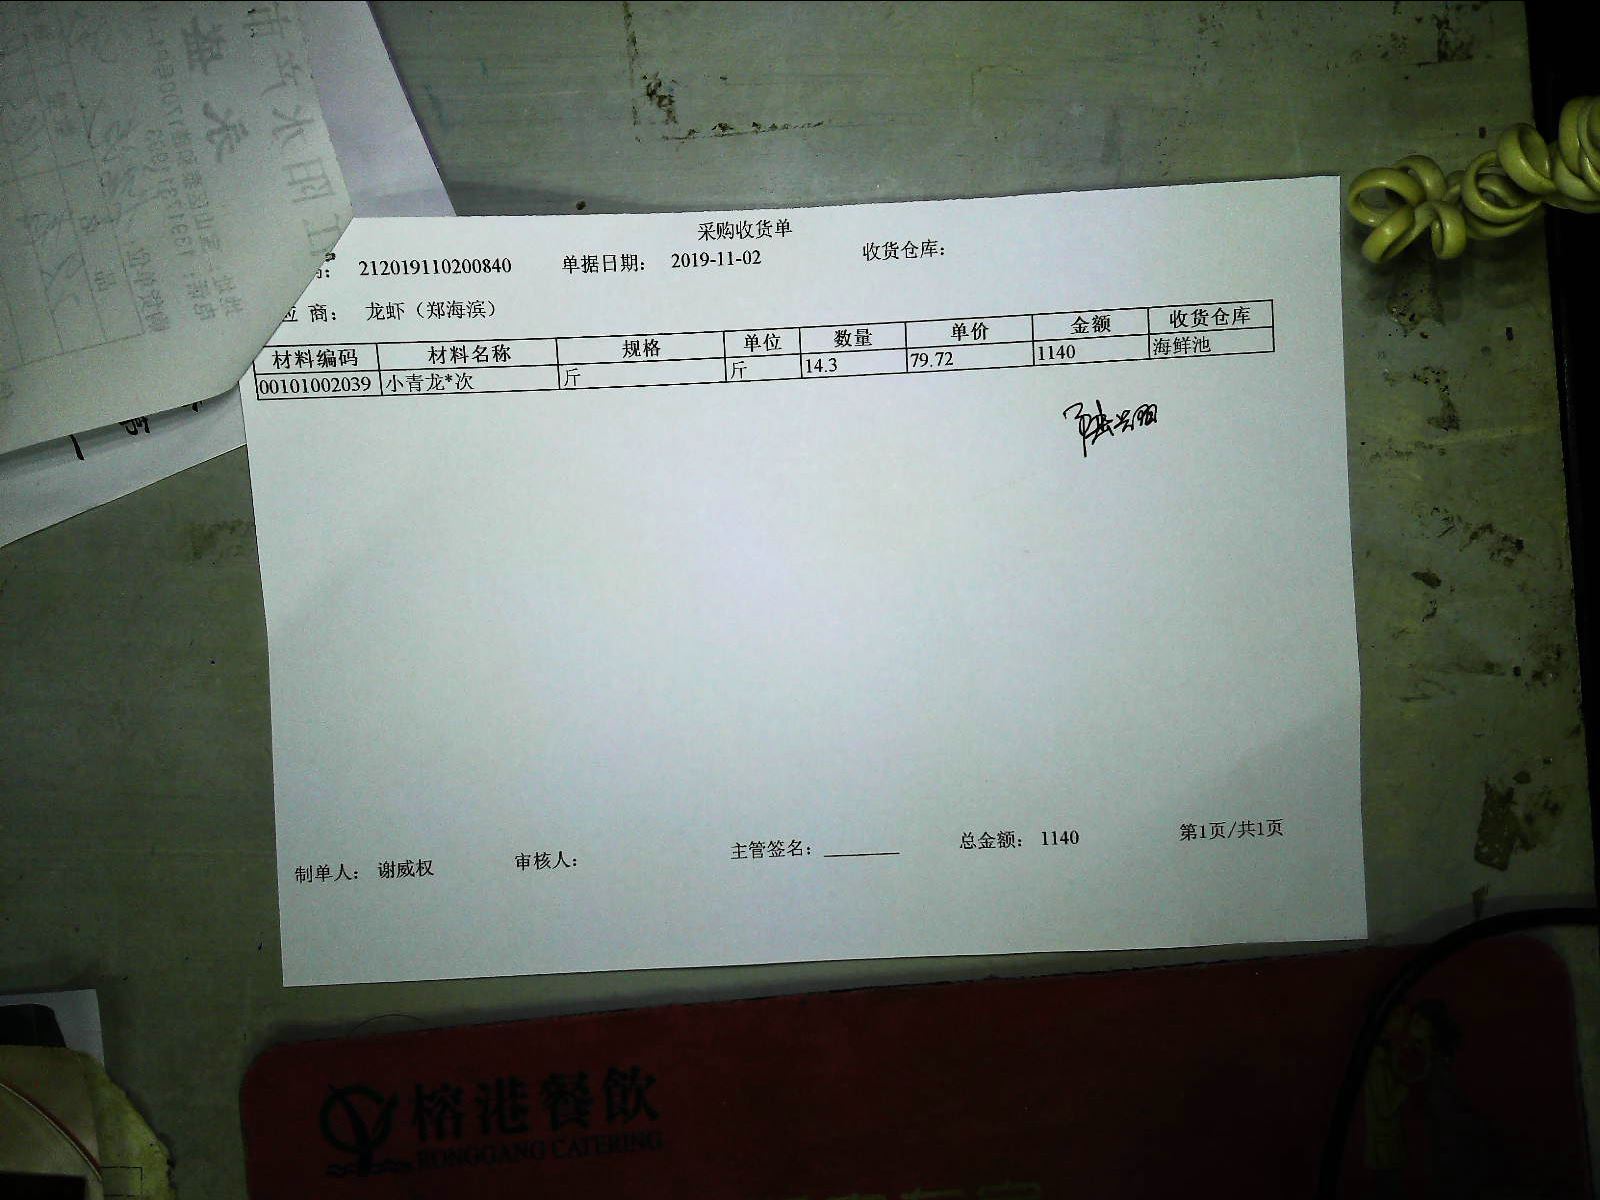 采购收货单
212019110200840 单据日期： 2019-11-02 收货仓库：
商： 龙虾（郑海滨）
材料编码 材料名称 规格 单位 数量 单价 金额 收货仓库
00101002039 小青龙*次 斤 斤 14.3 79.72 1140 海鲜池
制单人： 谢威权 审核人： 主管签名： 总金额： 1140 第1页/共1页
榕港餐飲
RONGGANG CATERING